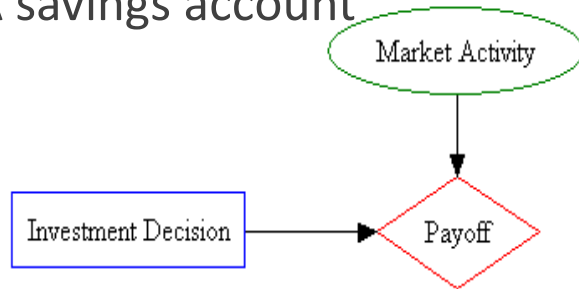 A savings account
Market Activity
Investment Decision
Payoff